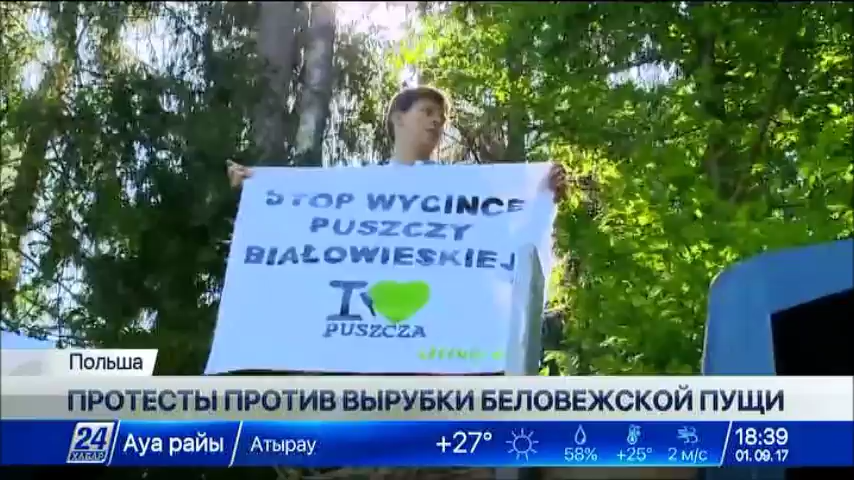 STOP WYCINCE
PUSZCZY
BIAŁOWIESKIEJ
I
PUSZCZA
Польша
ПРОТЕСТЫ ПРОТИВ ВЫРУБКИ БЕЛОВЕЖСКОЙ ПУЩИ
24 ХАБАР Ауа райы Атырау +27° 58% +25° 2 м/с 18:39 01.09.17